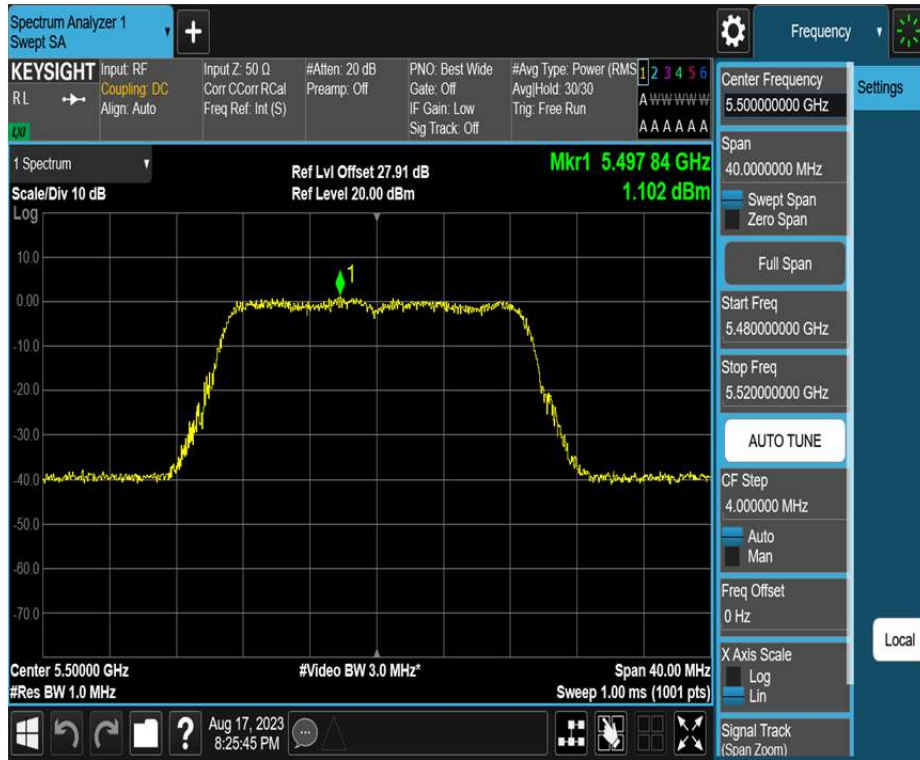 Spectrum Analyzer 1
Swept SA
Frequency
KEYSIGHT
R L
LXI
Input: RF
Coupling: DC
Align: Auto
Input Z: 50 Ω
Corr CCorr RCal
Freq Ref: Int (S)
#Atten: 20 dB
Preamp: Off
PNO: Best Wide
Gate: Off
IF Gain: Low
Sig Track: Off
#Avg Type: Power (RMS
Avg|Hold: 30/30
Trig: Free Run
1 2 3 4 5 6
A W W W W W
A A A A A A
1 Spectrum
Scale/Div 10 dB
Log
Ref Lvl Offset 27.91 dB
Ref Level 20.00 dBm
Mkr1 5.497 84 GHz
1.102 dBm
1
10.0
0.00
-10.0
-20.0
-30.0
-40.0
-50.0
-60.0
-70.0
Center 5.50000 GHz
#Res BW 1.0 MHz
#Video BW 3.0 MHz*
Span 40.00 MHz
Sweep 1.00 ms (1001 pts)
Aug 17, 2023
8:25:45 PM
Center Frequency
5.500000000 GHz
Span
40.0000000 MHz
Swept Span
Zero Span
Full Span
Start Freq
5.480000000 GHz
Stop Freq
5.520000000 GHz
AUTO TUNE
CF Step
4.000000 MHz
Auto
Man
Freq Offset
0 Hz
X Axis Scale
Log
Lin
Signal Track
(Span Zoom)
Settings
Local